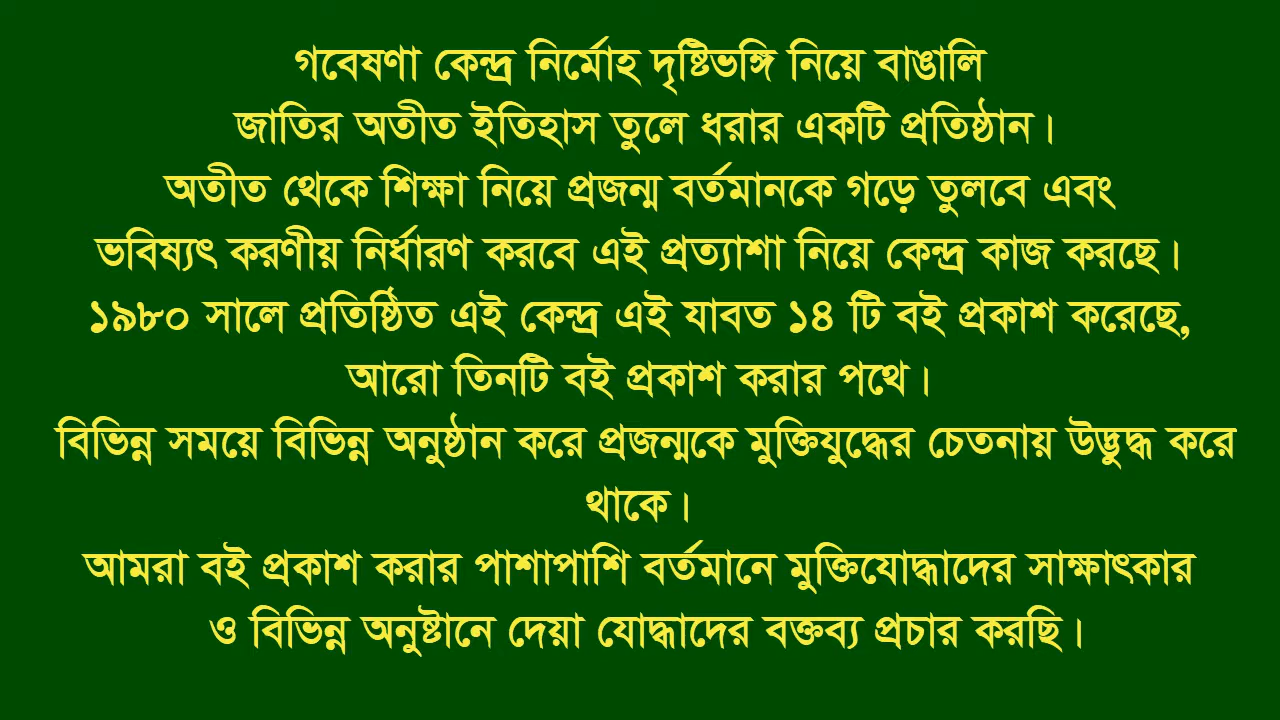 গবেষণা কেন্দ্র নির্মোহ দৃষ্টিভঙ্গি নিয়ে বাঙালি
জাতির অতীত ইতিহাস তুলে ধরার একটি প্রতিষ্ঠান।
অতীত থেকে শিক্ষা নিয়ে প্রজন্ম বর্তমানকে গড়ে তুলবে এবং
ভবিষ্যৎ করণীয় নির্ধারণ করবে এই প্রত্যাশা নিয়ে কেন্দ্র কাজ করছে।
১৯৮০ সালে প্রতিষ্ঠিত এই কেন্দ্র এই যাবত ১৪ টি বই প্রকাশ করেছে,
আরো তিনটি বই প্রকাশ করার পথে।
বিভিন্ন সময়ে বিভিন্ন অনুষ্ঠান করে প্রজন্মকে মুক্তিযুদ্ধের চেতনায় উদ্ভুদ্ধ করে
থাকে।
আমরা বই প্রকাশ করার পাশাপাশি বর্তমানে মুক্তিযোদ্ধাদের সাক্ষাৎকার
ও বিভিন্ন অনুষ্টানে দেয়া যোদ্ধাদের বক্তব্য প্রচার করছি।